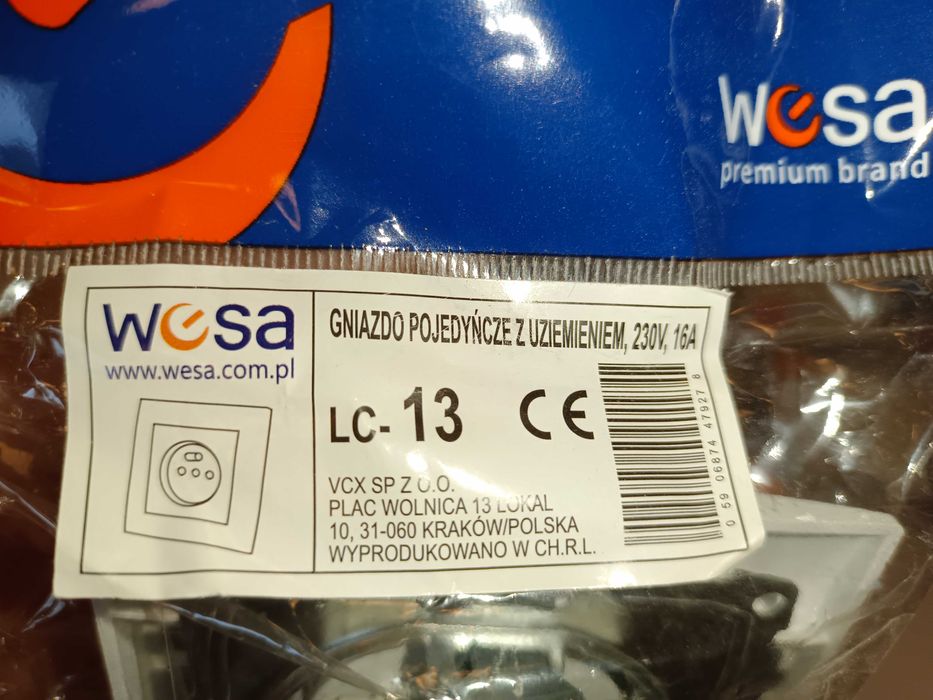 wesa
premium brand
wesa
www.wesa.com.pl
GNIAZDO POJEDYŃCZE Z UZIEMIENIEM, 230V, 16A
LC- 13 CE
VCX SP Z O.O.
PLAC WOLNICA 13 LOKAL
10, 31-060 KRAKÓW/POLSKA
WYPRODUKOWANO W CH.R.L.
0 59 06874 47927 8